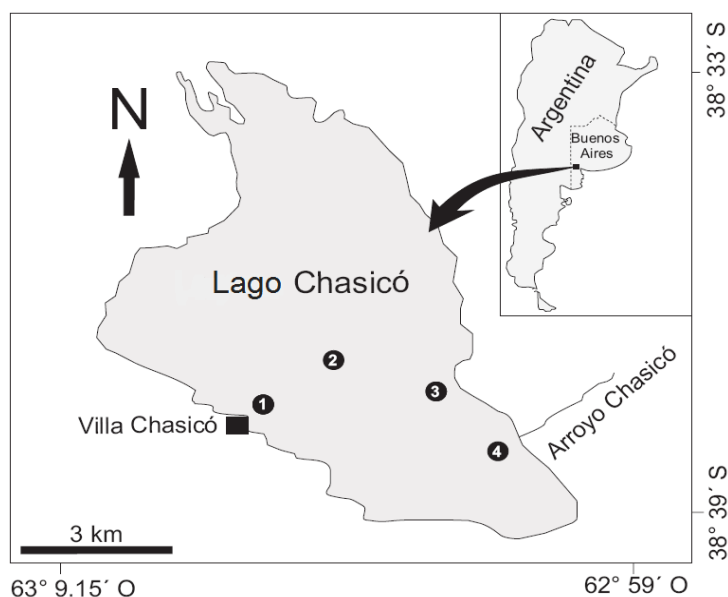 N
Argentina
Buenos
Aires
38° 33´ S
Lago Chasicó
2
3
1
Villa Chasicó
4
Arroyo Chasicó
3 km
38° 39´ S
63° 9.15´ O
62° 59´ O